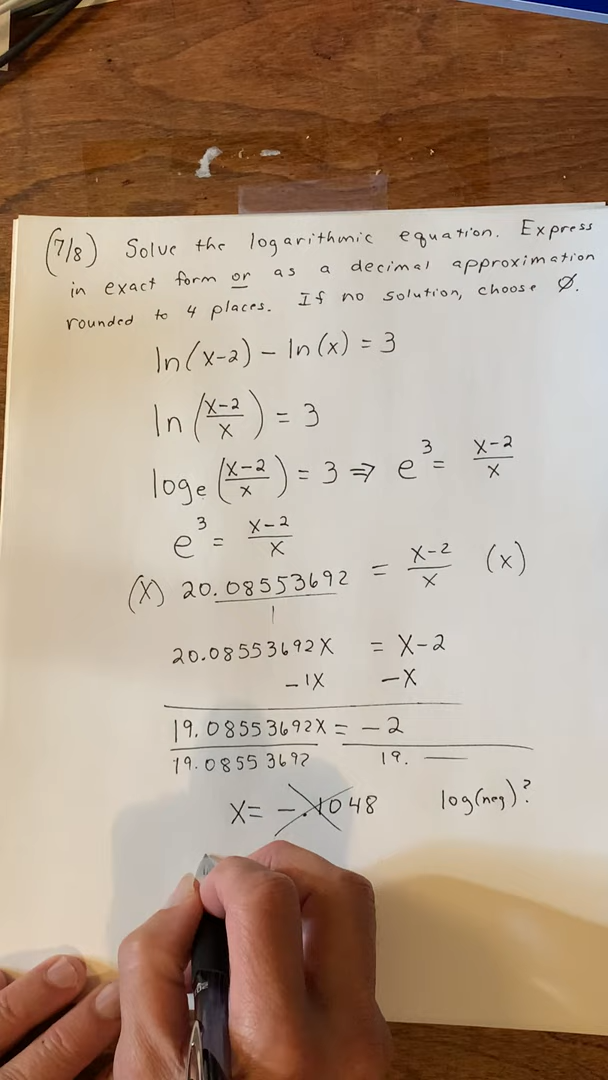 (7/8) Solve the logarithmic equation. Express
in exact form or as a decimal approximation
rounded to 4 places. If no solution, choose Ø.
ln(x-2) - ln(x) = 3
ln((x-2)/x) = 3
logₑ((x-2)/x) = 3 ⇒ e³ = (x-2)/x
e³ = (x-2)/x
(x) 20.08553692/1 = (x-2)/x (x)
20.08553692x = x-2
-1x -x
19.08553692x = -2
19.08553692 19. —
x = -.1048 log(neg)?